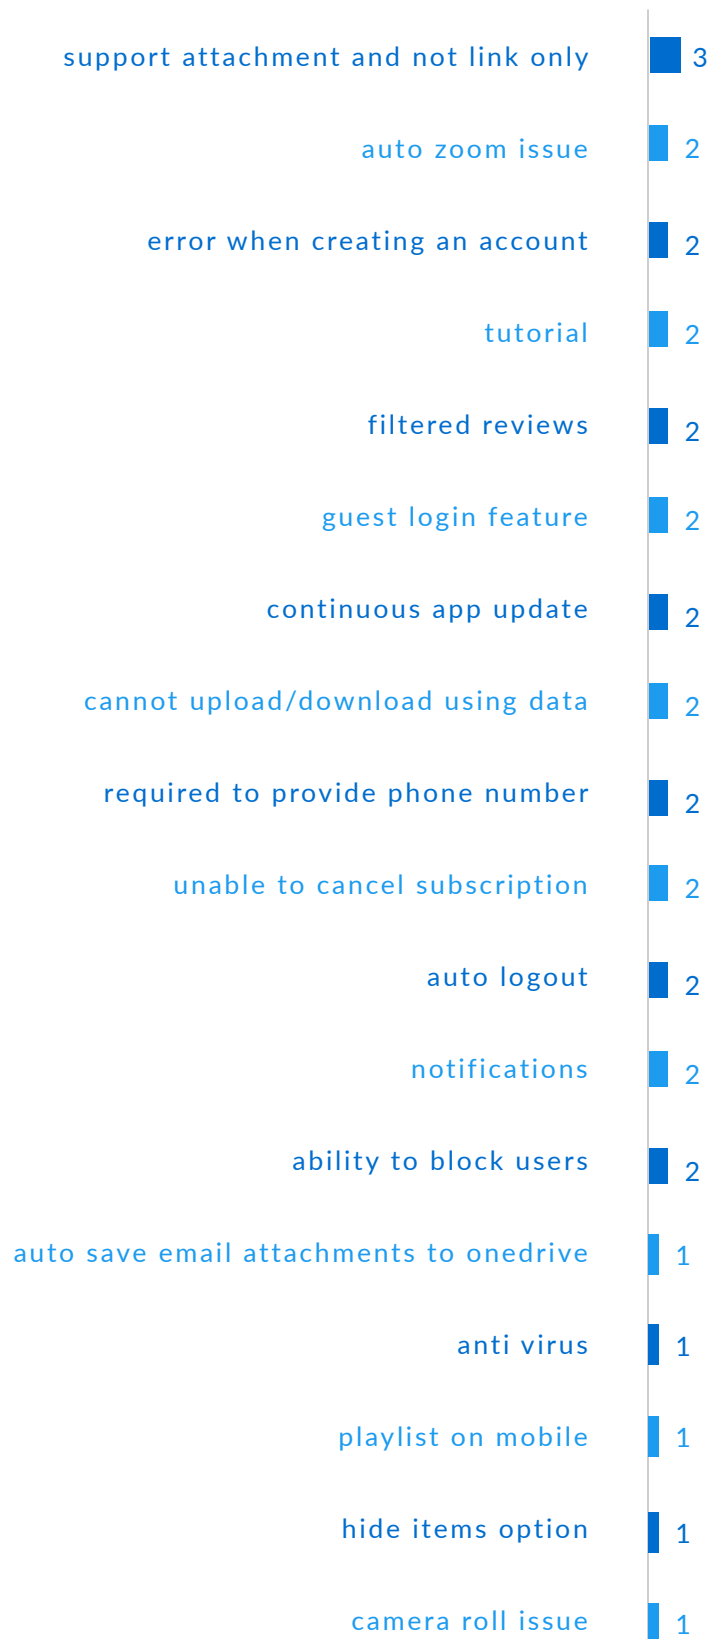 support attachment and not link only 3
auto zoom issue 2
error when creating an account 2
tutorial 2
filtered reviews 2
guest login feature 2
continuous app update 2
cannot upload/download using data 2
required to provide phone number 2
unable to cancel subscription 2
auto logout 2
notifications 2
ability to block users 2
auto save email attachments to onedrive 1
anti virus 1
playlist on mobile 1
hide items option 1
camera roll issue 1